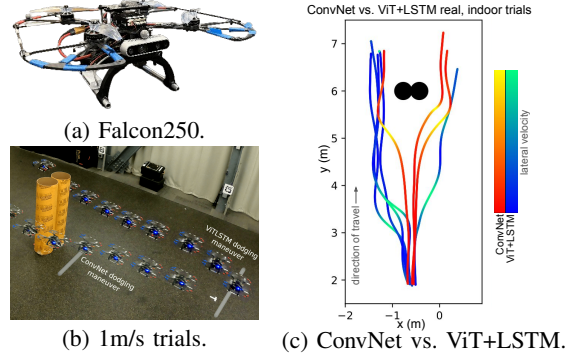 (a) Falcon250.
ViTLSTM dodging
maneuver
ConvNet dodging
maneuver
(b) 1m/s trials.
ConvNet vs. ViT+LSTM real, indoor trials
7
6
5
4
3
2
y (m)
direction of travel
−2
−1
0
x (m)
ConvNet
ViT+LSTM
lateral velocity
(c) ConvNet vs. ViT+LSTM.